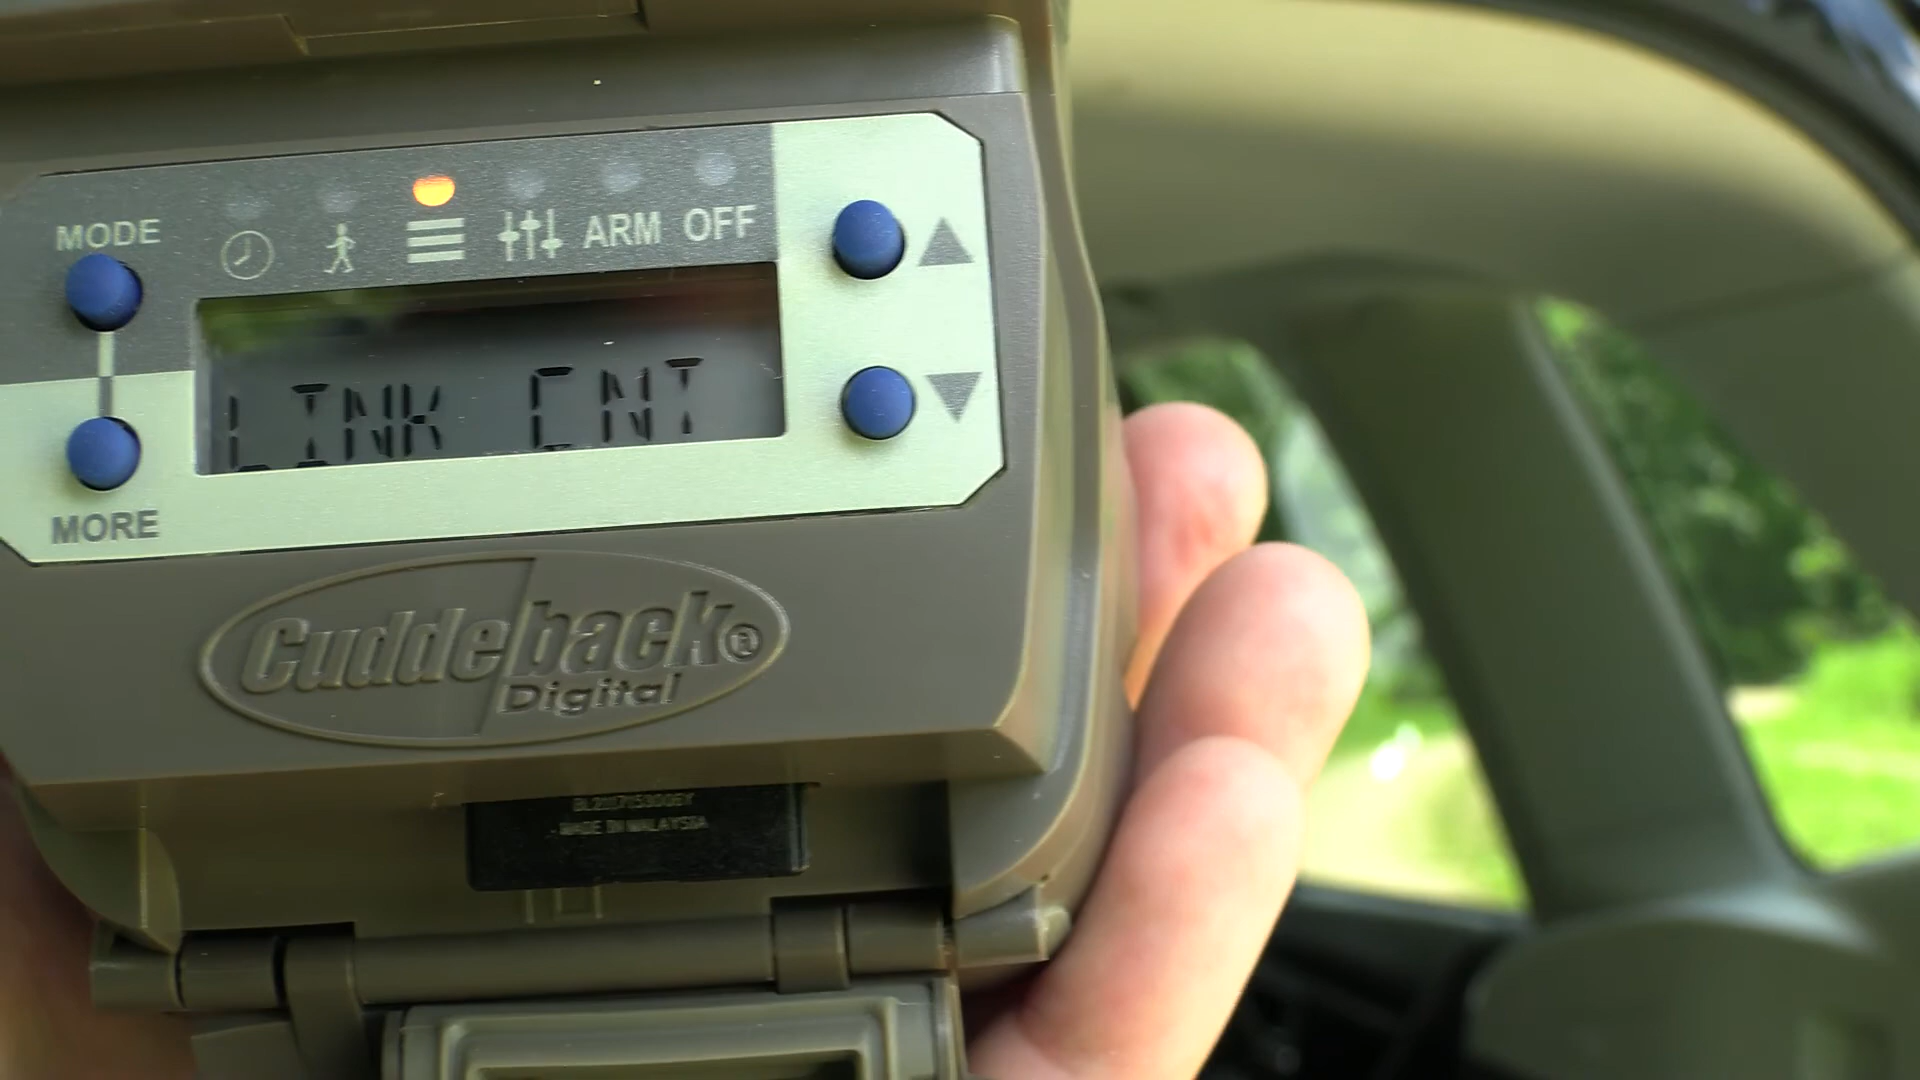 MODE
ARM OFF
LINK CNT
MORE
Cuddeback®
Digital
MADE IN MALAYSIA